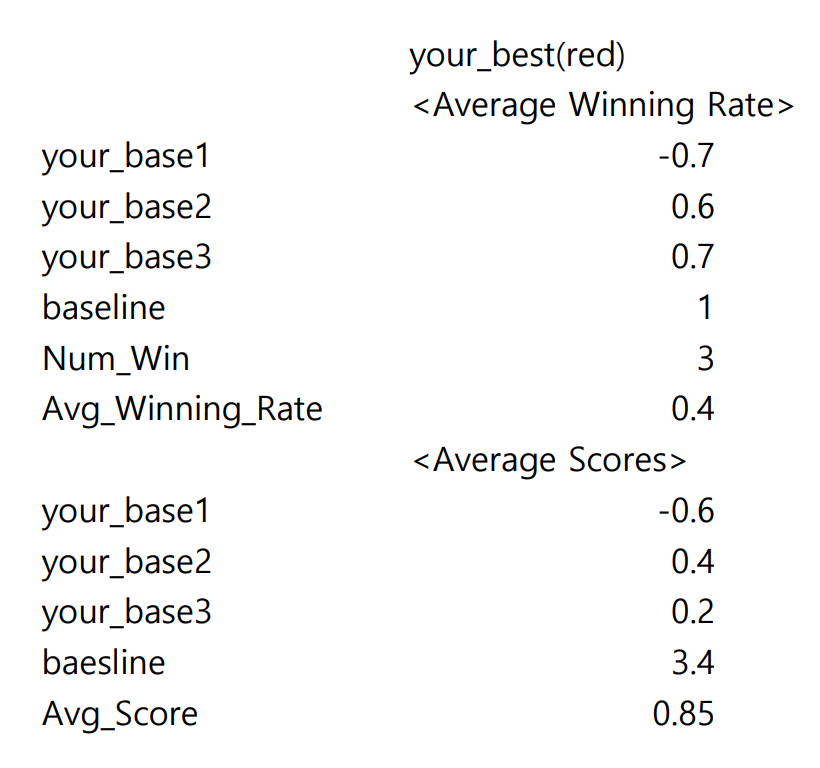 your_best(red)
<Average Winning Rate>
your_base1 -0.7
your_base2 0.6
your_base3 0.7
baseline 1
Num_Win 3
Avg_Winning_Rate 0.4
<Average Scores>
your_base1 -0.6
your_base2 0.4
your_base3 0.2
baesline 3.4
Avg_Score 0.85